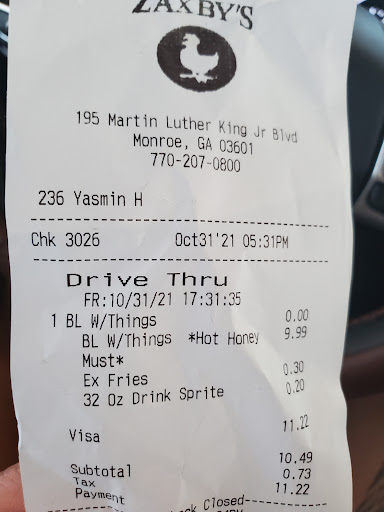 ZAXBY'S
195 Martin Luther King Jr Blvd
Monroe, GA 03601
770-207-0800
236 Yasmin H
Chk 3026 Oct31'21 05:31PM
Drive Thru
FR:10/31/21 17:31:35
1 BL W/Things 0.00
BL W/Things *Hot Honey 9.99
Must*
Ex Fries 0.30
32 Oz Drink Sprite 0.20
Visa 11.22
Subtotal 10.49
Tax 0.73
Payment 11.22
Closed